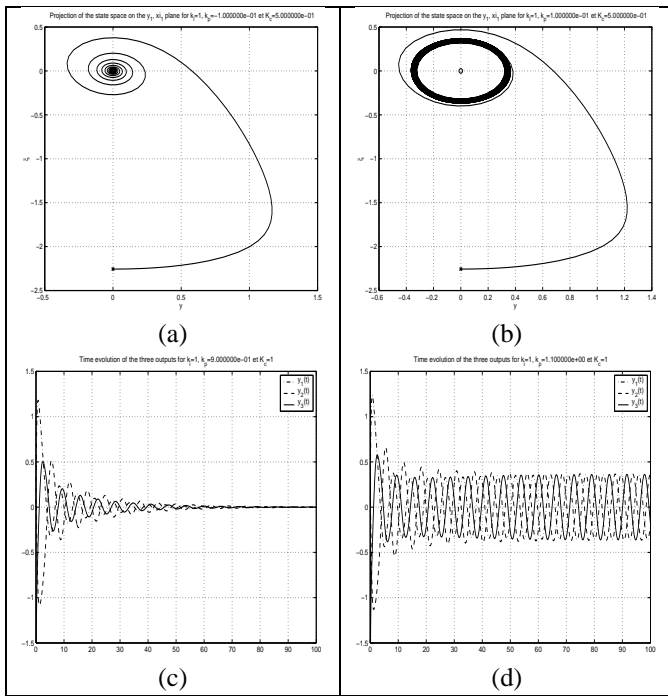 Projection of the state space on the y1, xi1 plane for ki=1, kp=−1.000000e−01 et Kc=5.000000e−01
0.5
0
−0.5
−1
−1.5
−2
−2.5
−0.5 0 0.5 1 1.5
y
ξ
(a)
Projection of the state space on the y1, xi1 plane for ki=1, kp=1.000000e−01 et Kc=5.000000e−01
0.5
0
−0.5
−1
−1.5
−2
−2.5
−0.6 −0.4 −0.2 0 0.2 0.4 0.6 0.8 1 1.2 1.4
y
(b)
Time evolution of the three outputs for ki=1, kp=9.000000e−01 et Kc=1
y1(t)
y2(t)
y3(t)
1.5
1
0.5
0
−0.5
−1
−1.5
0 10 20 30 40 50 60 70 80 90 100
(c)
Time evolution of the three outputs for ki=1, kp=1.100000e+00 et Kc=1
y1(t)
y2(t)
y3(t)
1.5
1
0.5
0
−0.5
−1
−1.5
0 10 20 30 40 50 60 70 80 90 100
(d)